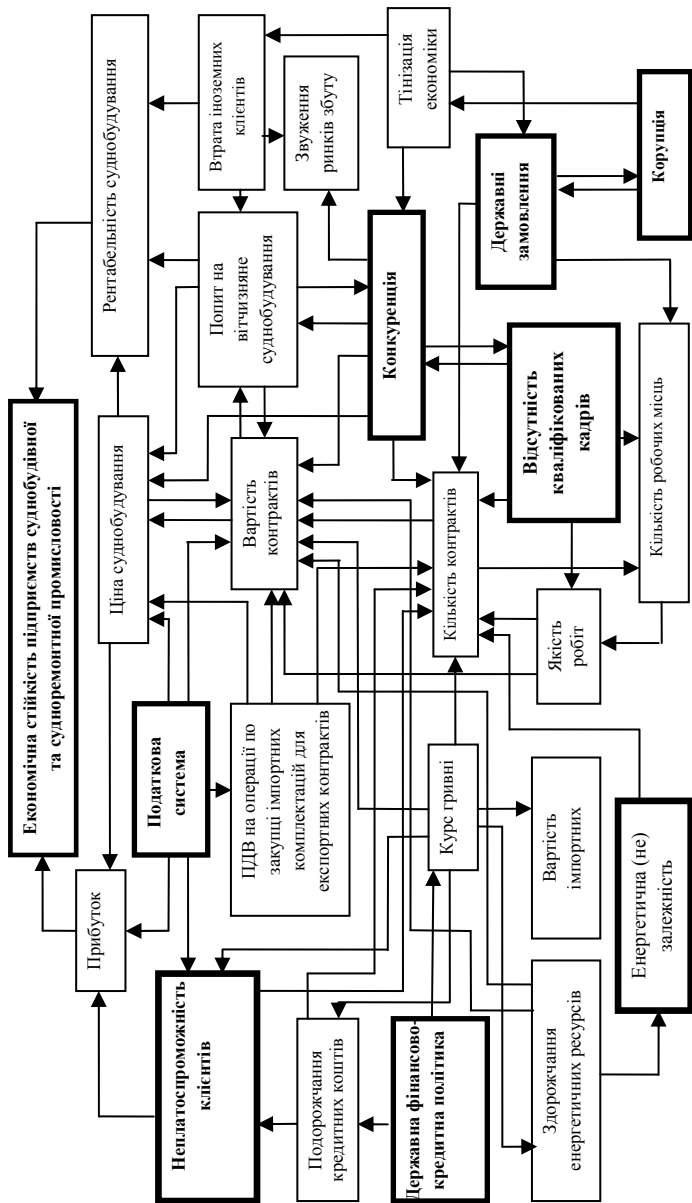 Економічна стійкість підприємств суднобудівної
та судноремонтної промисловості
Прибуток
Ціна суднобудування
Рентабельність суднобудування
Неплатоспроможність
клієнтів
Податкова
система
ПДВ на операції по
закупці імпортних
комплектацій для
експортних контрактів
Вартість
контрактів
Попит на
вітчизняне
суднобудування
Втрата іноземних
клієнтів
Звуження
ринків збуту
Подорожчання
кредитних коштів
Державна фінансово-
кредитна політика
Курс гривні
Кількість контрактів
Конкуренція
Тінізація
економіки
Здорожчання
енергетичних ресурсів
Вартість
імпортних
Якість
робіт
Відсутність
кваліфікованих
кадрів
Державні
замовлення
Енергетична (не)
залежність
Кількість робочих місць
Корупція